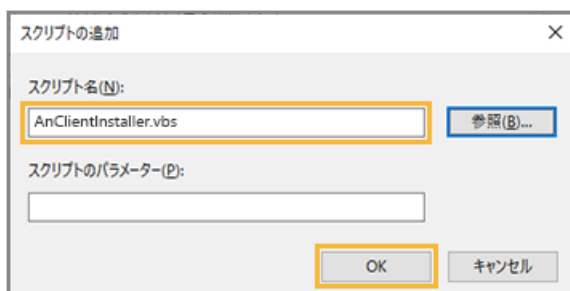 スクリプトの追加
スクリプト名(N):
AnClientInstaller.vbs
参照(B)...
スクリプトのパラメーター(P):
OK
キャンセル